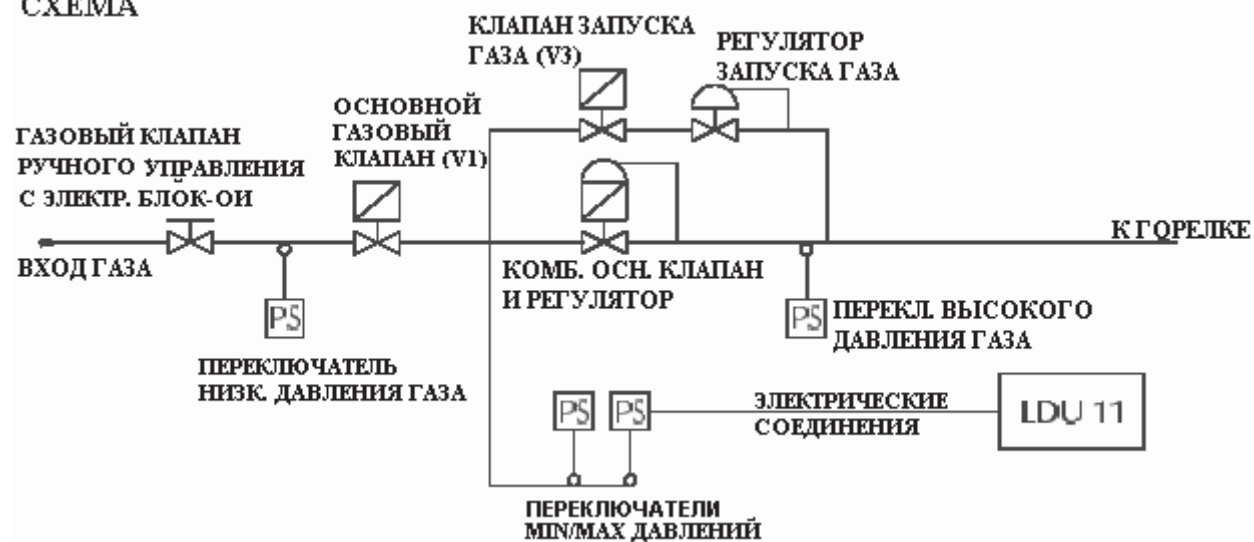 СХЕМА
КЛАПАН ЗАПУСКА
ГАЗА (V3)
РЕГУЛЯТОР
ЗАПУСКА ГАЗА
ОСНОВНОЙ
ГАЗОВЫЙ
КЛАПАН (V1)
ГАЗОВЫЙ КЛАПАН
РУЧНОГО УПРАВЛЕНИЯ
С ЭЛЕКТР. БЛОК-ОЙ
ВХОД ГАЗА
К ГОРЕЛКЕ
КОМБ. ОСН. КЛАПАН
И РЕГУЛЯТОР
PS
ПЕРЕКЛЮЧАТЕЛЬ
НИЗК. ДАВЛЕНИЯ ГАЗА
PS
ПЕРЕКЛ. ВЫСОКОГО
ДАВЛЕНИЯ ГАЗА
PS
PS
ЭЛЕКТРИЧЕСКИЕ
СОЕДИНЕНИЯ
LDU 11
ПЕРЕКЛЮЧАТЕЛИ
MIN/MAX ДАВЛЕНИЙ